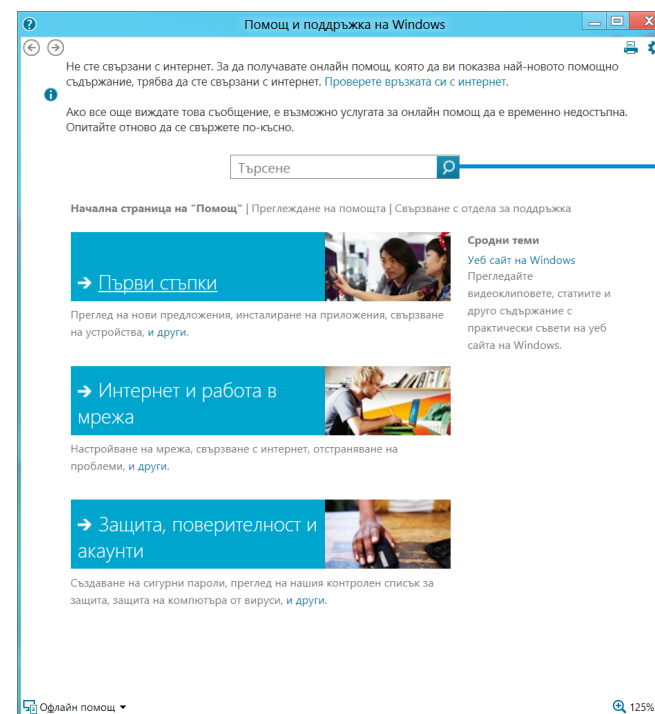 Помощ и поддръжка на Windows
Не сте свързани с интернет. За да получавате онлайн помощ, която да ви показва най-новото помощно
съдържание, трябва да сте свързани с интернет. Проверете връзката си с интернет.
Ако все още виждате това съобщение, е възможно услугата за онлайн помощ да е временно недостъпна.
Опитайте отново да се свържете по-късно.
Търсене
Начална страница на "Помощ" | Преглеждане на помощта | Свързване с отдела за поддръжка
Първи стъпки
Преглед на нови предложения, инсталиране на приложения, свързване
на устройства, и други.
Интернет и работа в
мрежа
Настройване на мрежа, свързване с интернет, отстраняване на
проблеми, и други.
Защита, поверителност и
акаунти
Създаване на сигурни пароли, преглед на нашия контролен списък за
защита, защита на компютъра от вируси, и други.
Сродни теми
Уеб сайт на Windows
Прегледайте
видеоклиповете, статиите и
друго съдържание с
практически съвети на уеб
сайта на Windows.
Офлайн помощ
125%